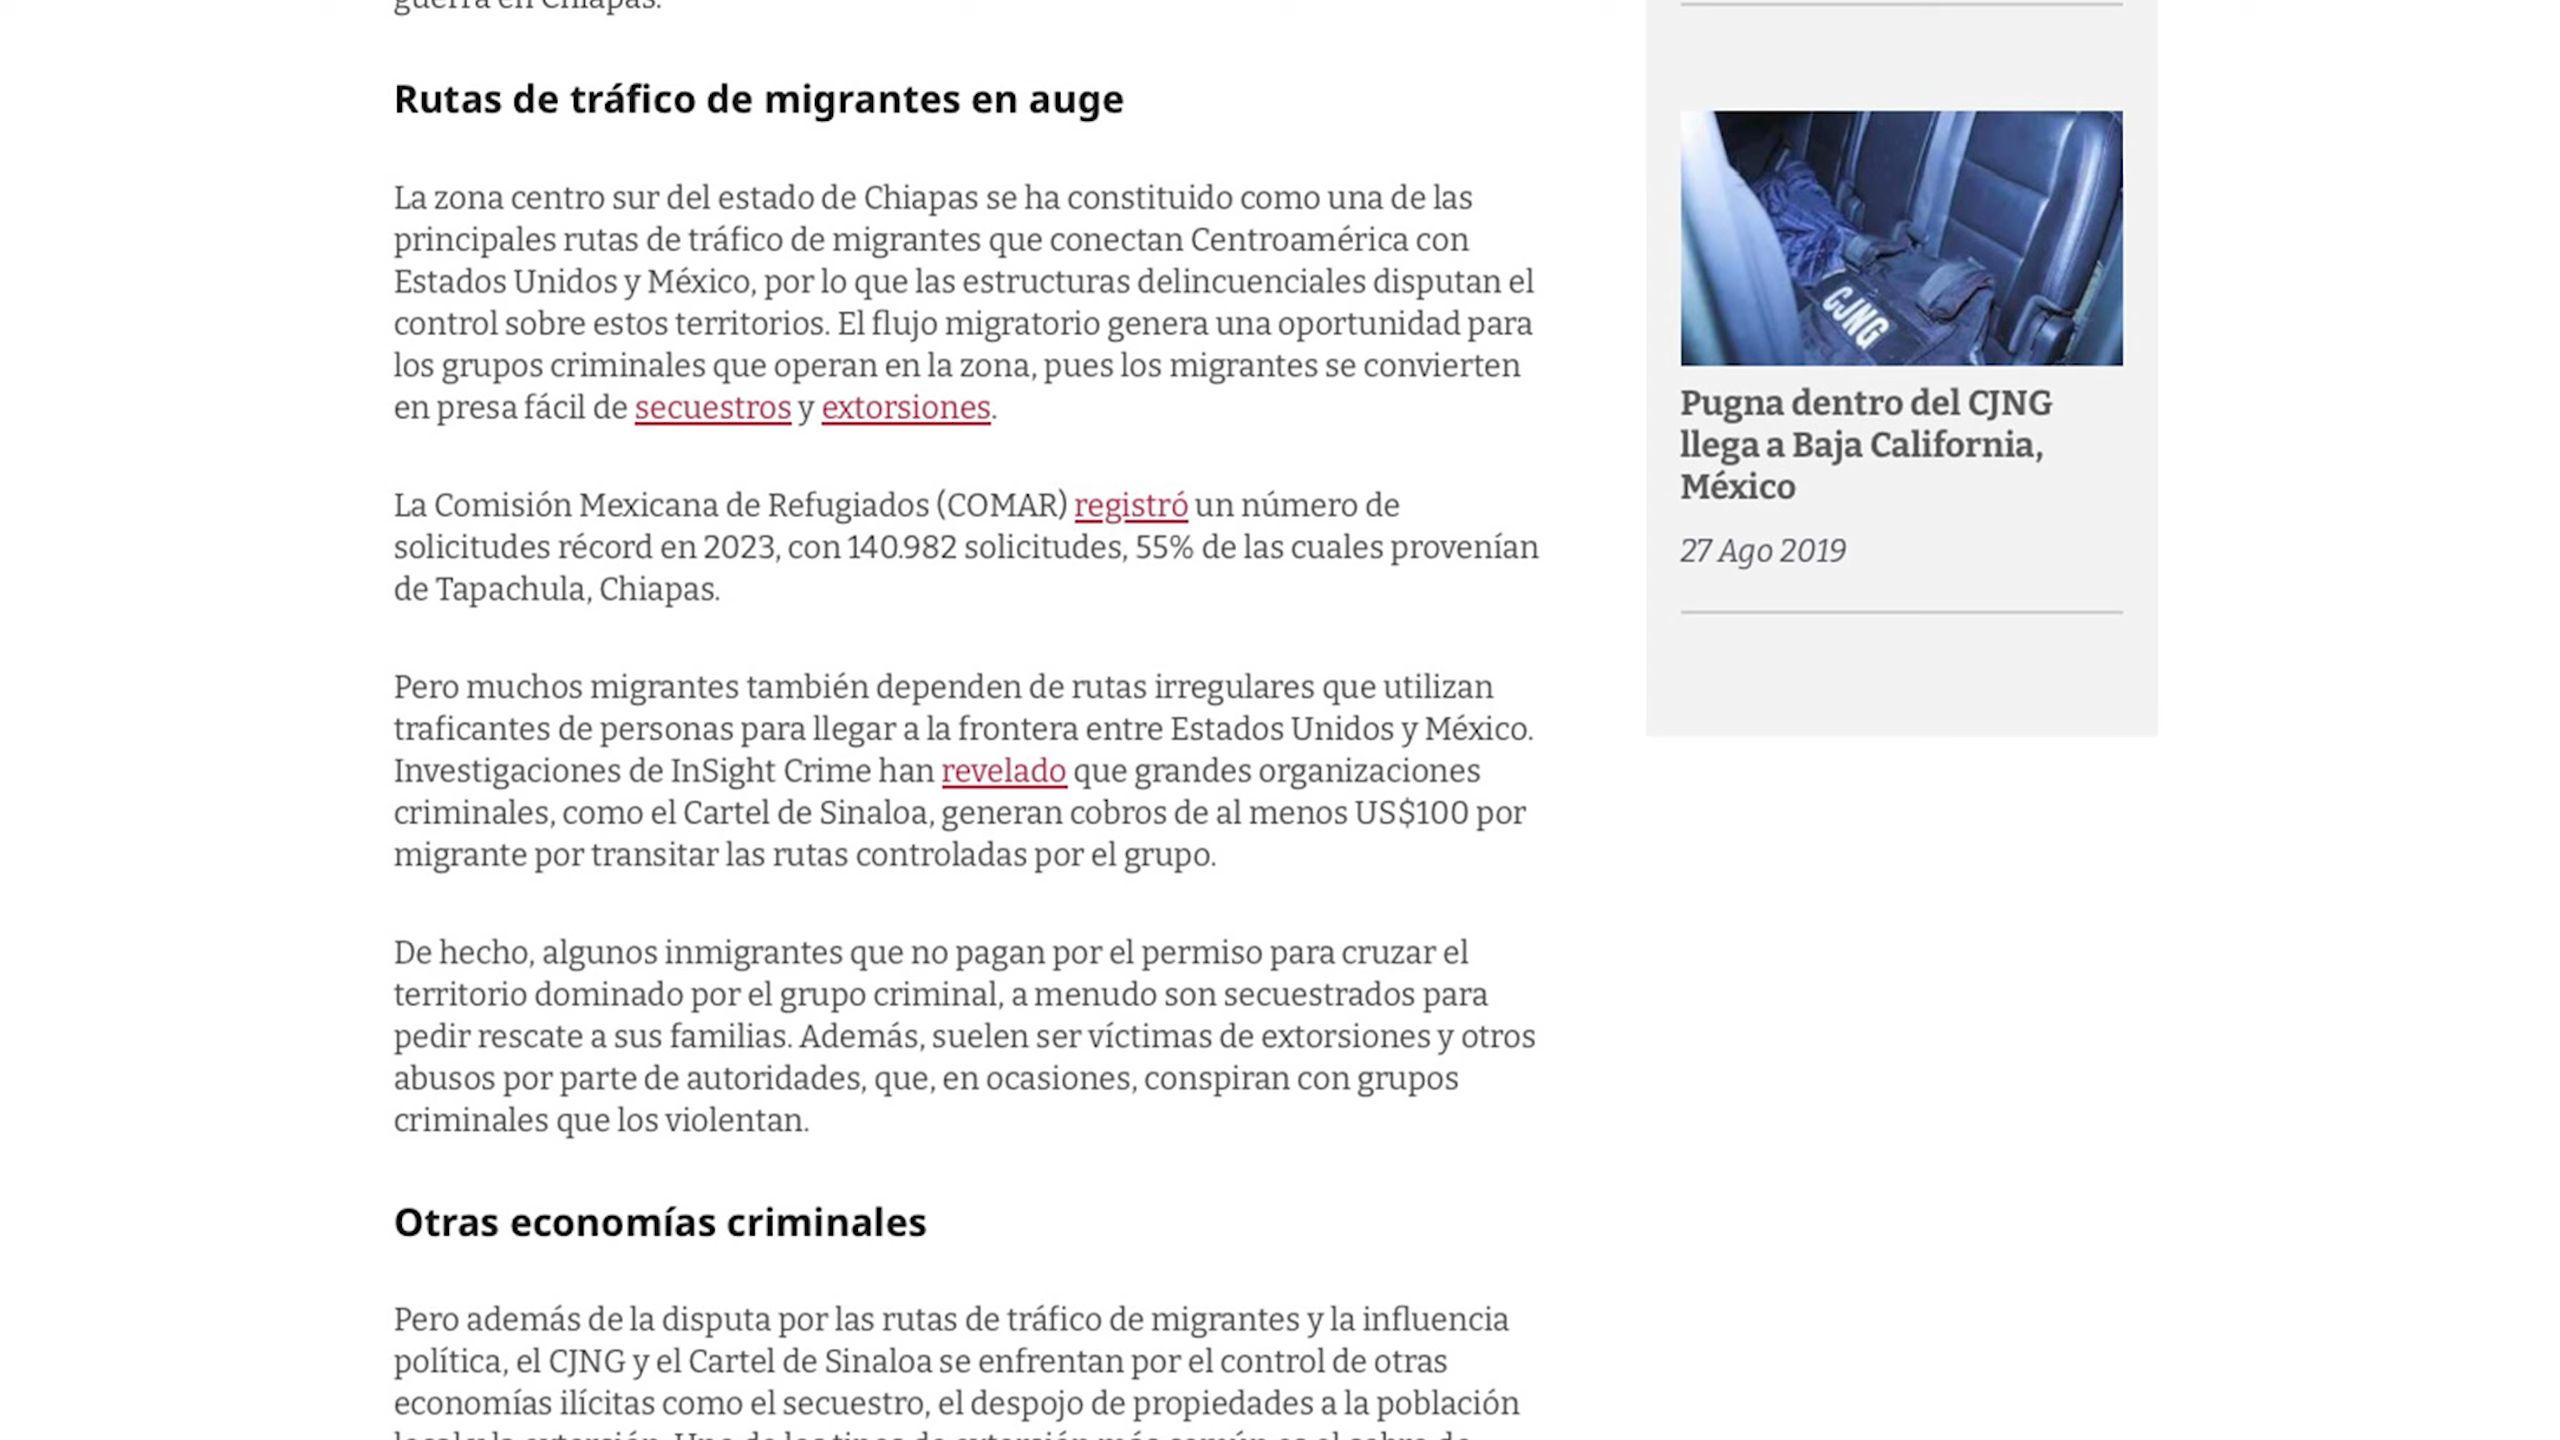 guerra en Chiapas.
Rutas de tráfico de migrantes en auge
La zona centro sur del estado de Chiapas se ha constituido como una de las
principales rutas de tráfico de migrantes que conectan Centroamérica con
Estados Unidos y México, por lo que las estructuras delincuenciales disputan el
control sobre estos territorios. El flujo migratorio genera una oportunidad para
los grupos criminales que operan en la zona, pues los migrantes se convierten
en presa fácil de secuestros y extorsiones.
La Comisión Mexicana de Refugiados (COMAR) registró un número de
solicitudes récord en 2023, con 140.982 solicitudes, 55% de las cuales provenían
de Tapachula, Chiapas.
Pero muchos migrantes también dependen de rutas irregulares que utilizan
traficantes de personas para llegar a la frontera entre Estados Unidos y México.
Investigaciones de InSight Crime han revelado que grandes organizaciones
criminales, como el Cartel de Sinaloa, generan cobros de al menos US$100 por
migrante por transitar las rutas controladas por el grupo.
De hecho, algunos inmigrantes que no pagan por el permiso para cruzar el
territorio dominado por el grupo criminal, a menudo son secuestrados para
pedir rescate a sus familias. Además, suelen ser víctimas de extorsiones y otros
abusos por parte de autoridades, que, en ocasiones, conspiran con grupos
criminales que los violentan.
Otras economías criminales
Pero además de la disputa por las rutas de tráfico de migrantes y la influencia
política, el CJNG y el Cartel de Sinaloa se enfrentan por el control de otras
economías ilícitas como el secuestro, el despojo de propiedades a la población
CJNG
Pugna dentro del CJNG
llega a Baja California,
México
27 Ago 2019